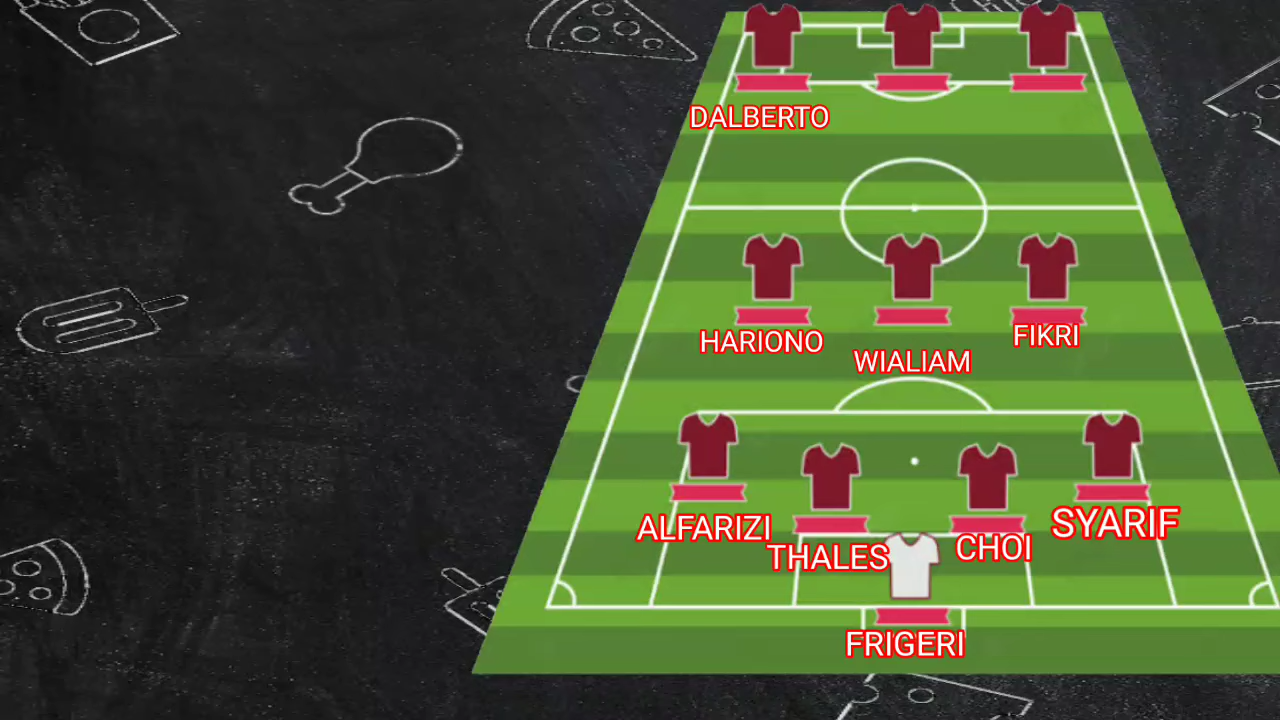 DALBERTO
HARIONO
WIALIAM
FIKRI
ALFARIZI
THALES
CHOI
SYARIF
FRIGERI